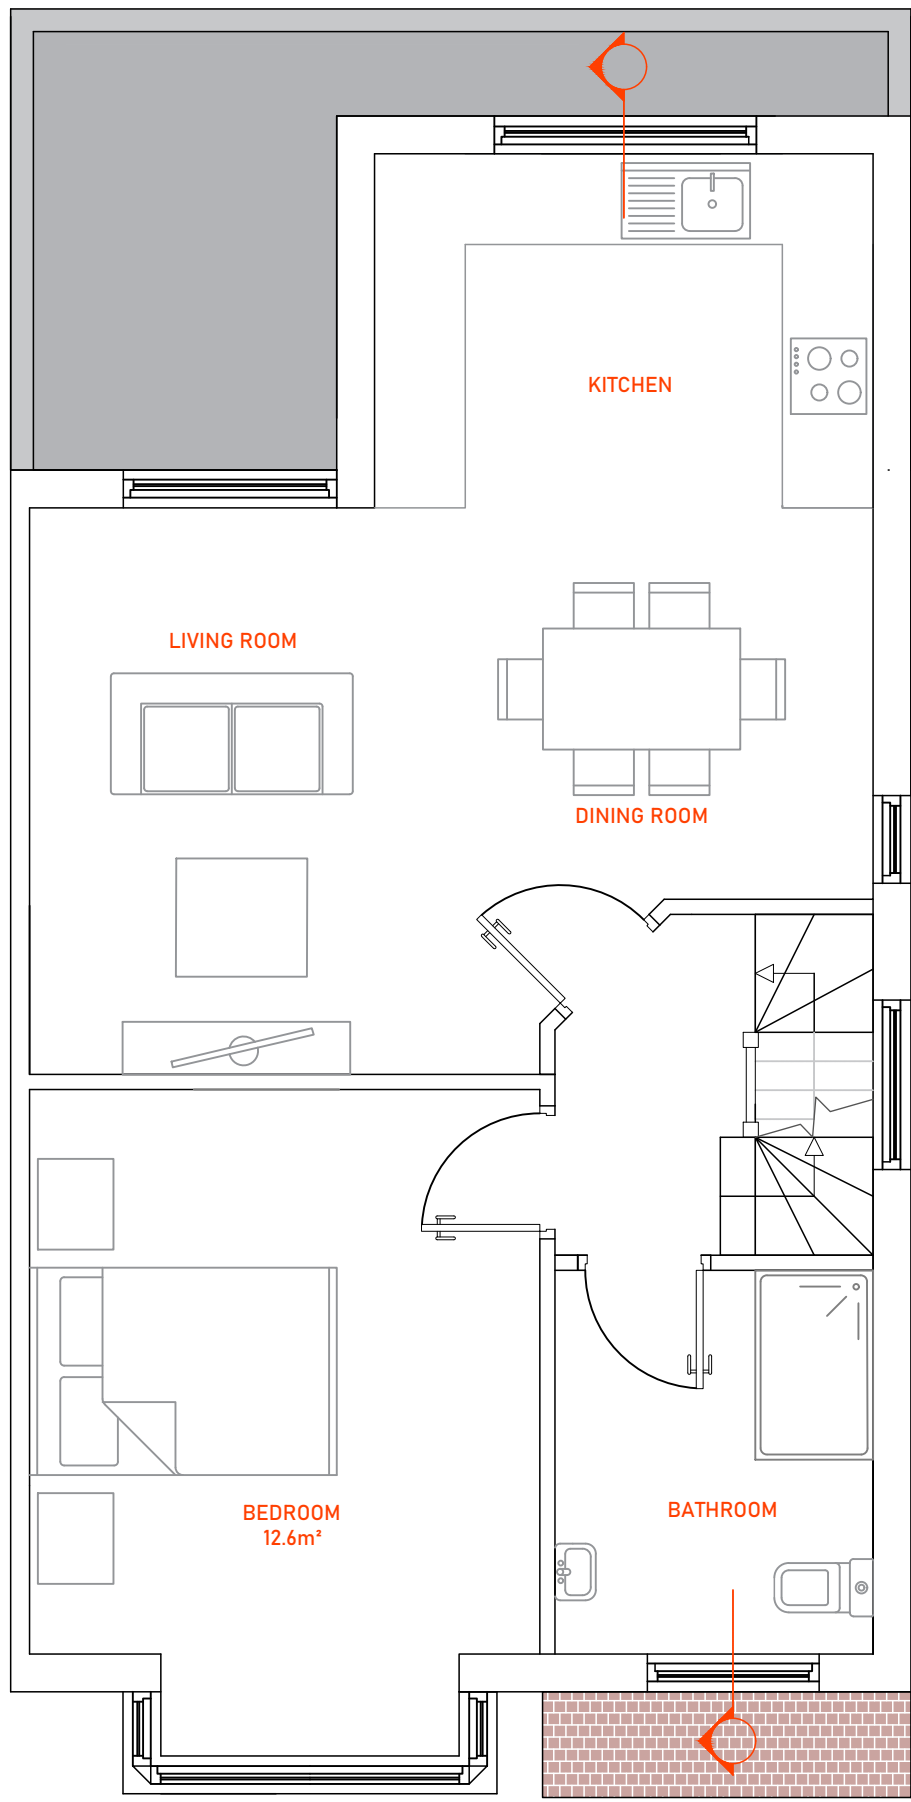 KITCHEN
LIVING ROOM
DINING ROOM
BEDROOM
12.6m²
BATHROOM